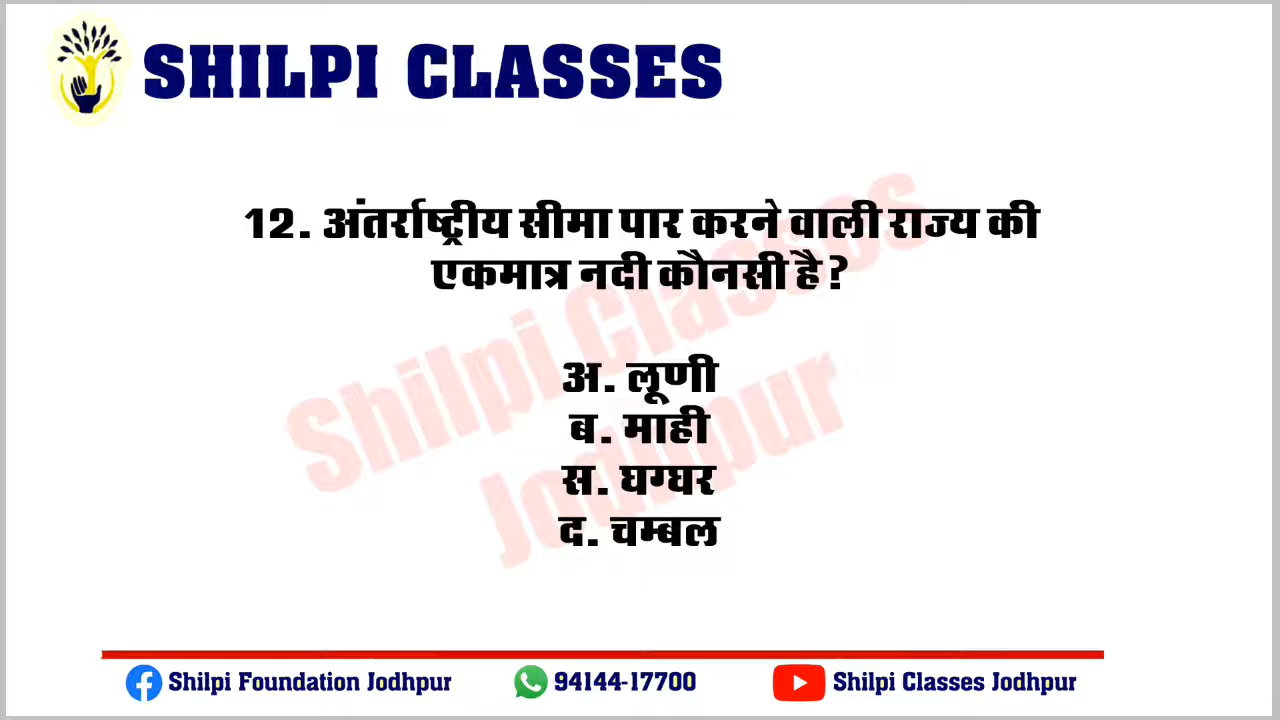 SHILPI CLASSES
12. अंतर्राष्ट्रीय सीमा पार करने वाली राज्य की
एकमात्र नदी कौनसी है?
अ. लूणी
ब. माही
स. घग्घर
द. चम्बल
Shilpi Classes
Jodhpur
Shilpi Foundation Jodhpur
94144-17700
Shilpi Classes Jodhpur